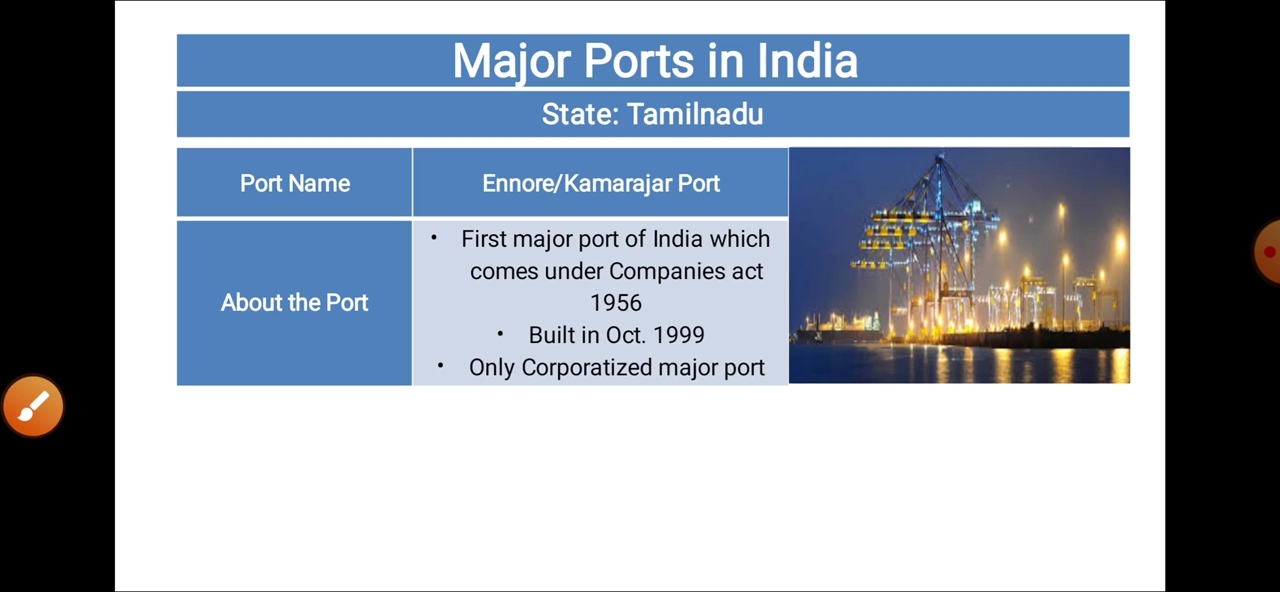 Major Ports in India
State: Tamilnadu
Port Name
Ennore/Kamarajar Port
About the Port
• First major port of India which
comes under Companies act
1956
• Built in Oct. 1999
• Only Corporatized major port